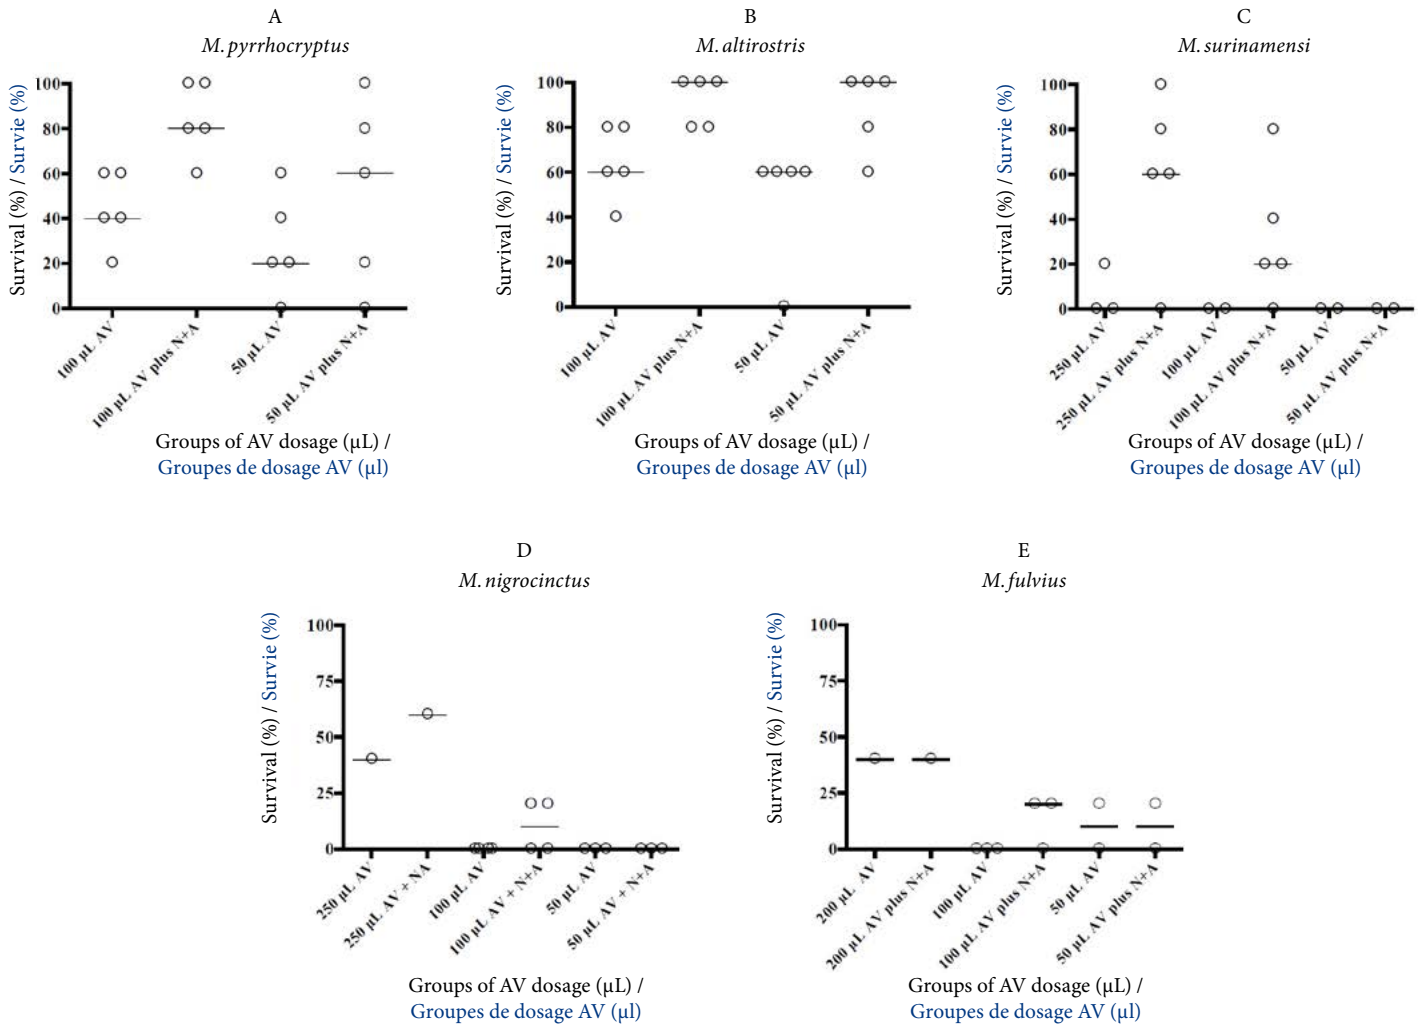 A
M. pyrrhocryptus
Survival (%) / Survie (%)
100
80
60
40
20
0
100 µL AV
100 µL AV plus N+A
50 µL AV
50 µL AV plus N+A
Groups of AV dosage (µL) /
Groupes de dosage AV (µl)
B
M. altirostris
Survival (%) / Survie (%)
100
80
60
40
20
0
100 µL AV
100 µL AV plus N+A
50 µL AV
50 µL AV plus N+A
Groups of AV dosage (µL) /
Groupes de dosage AV (µl)
C
M. surinamensi
Survival (%) / Survie (%)
100
80
60
40
20
0
250 µL AV
250 µL AV plus N+A
100 µL AV
100 µL AV plus N+A
50 µL AV
50 µL AV plus N+A
Groups of AV dosage (µL) /
Groupes de dosage AV (µl)
D
M. nigrocinctus
Survival (%) / Survie (%)
100
75
50
25
0
250 µL AV
250 µL AV + NA
100 µL AV
100 µL AV + N+A
50 µL AV
50 µL AV + N+A
Groups of AV dosage (µL) /
Groupes de dosage AV (µl)
E
M. fulvius
Survival (%) / Survie (%)
100
75
50
25
0
200 µL AV
200 µL AV plus N+A
100 µL AV
100 µL AV plus N+A
50 µL AV
50 µL AV plus N+A
Groups of AV dosage (µL) /
Groupes de dosage AV (µl)